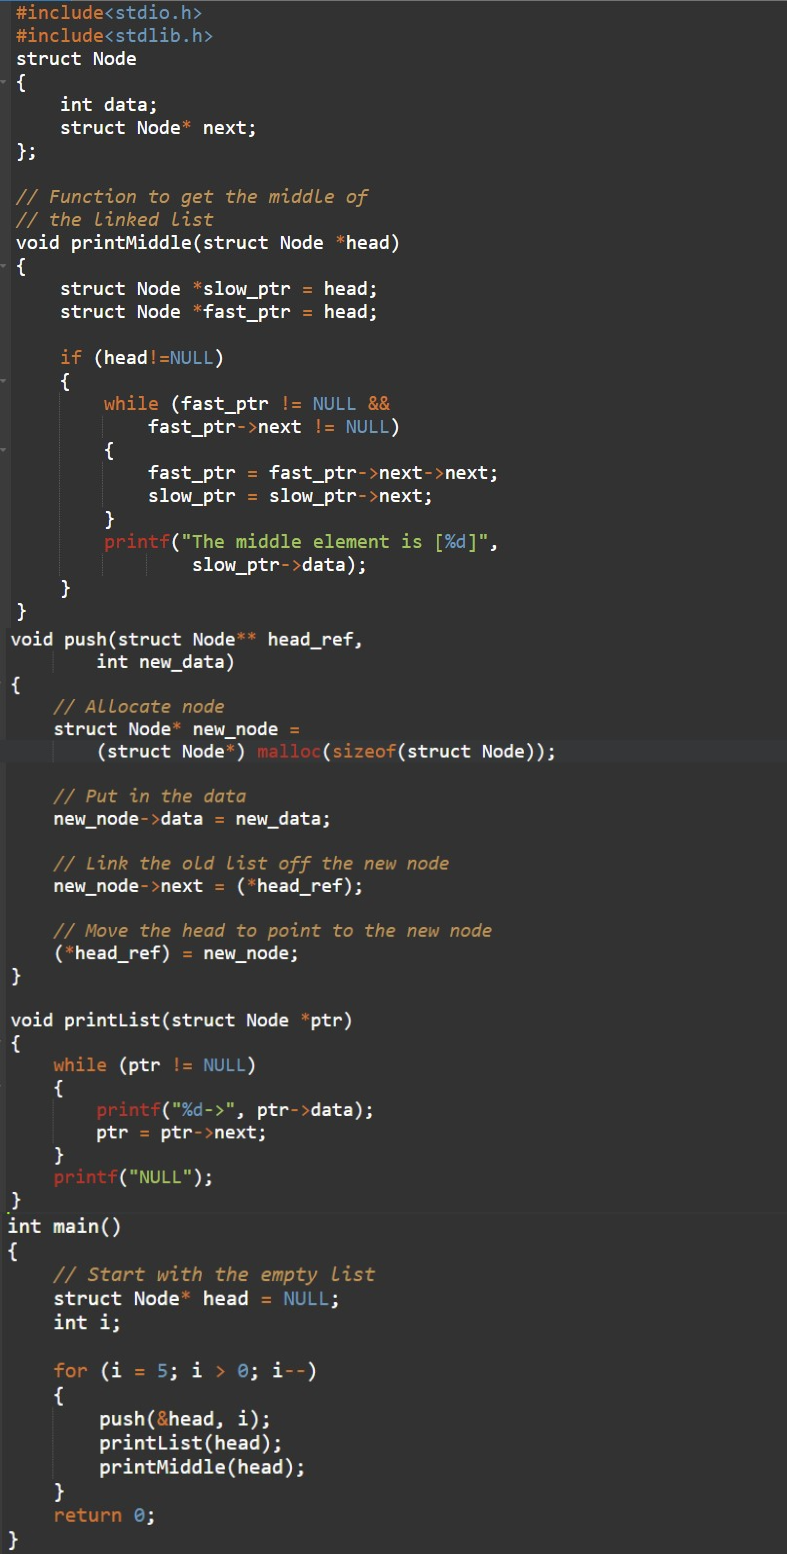 #include<stdio.h>
#include<stdlib.h>
struct Node
{
    int data;
    struct Node* next;
};

// Function to get the middle of
// the linked list
void printMiddle(struct Node *head)
{
    struct Node *slow_ptr = head;
    struct Node *fast_ptr = head;

    if (head!=NULL)
    {
        while (fast_ptr != NULL &&
            fast_ptr->next != NULL)
        {
            fast_ptr = fast_ptr->next->next;
            slow_ptr = slow_ptr->next;
        }
        printf("The middle element is [%d]",
                slow_ptr->data);
    }
}
void push(struct Node** head_ref,
        int new_data)
{
    // Allocate node
    struct Node* new_node =
        (struct Node*) malloc(sizeof(struct Node));

    // Put in the data
    new_node->data = new_data;

    // Link the old list off the new node
    new_node->next = (*head_ref);

    // Move the head to point to the new node
    (*head_ref) = new_node;
}

void printList(struct Node *ptr)
{
    while (ptr != NULL)
    {
        printf("%d->", ptr->data);
        ptr = ptr->next;
    }
    printf("NULL");
}
int main()
{
    // Start with the empty list
    struct Node* head = NULL;
    int i;

    for (i = 5; i > 0; i--)
    {
        push(&head, i);
        printList(head);
        printMiddle(head);
    }
    return 0;
}